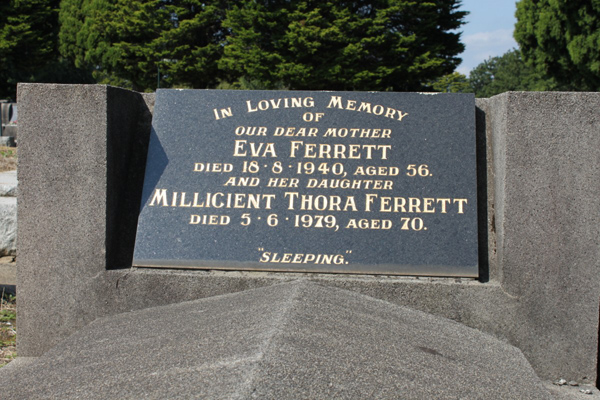 IN LOVING MEMORY
OF
OUR DEAR MOTHER
EVA FERRETT
DIED 18·8·1940, AGED 56.
AND HER DAUGHTER
MILLICIENT THORA FERRETT
DIED 5·6·1979, AGED 70.
"SLEEPING."